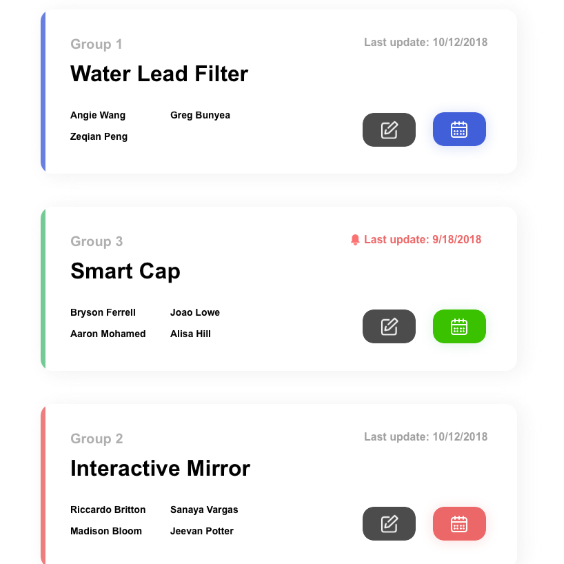 Group 1
Last update: 10/12/2018
Water Lead Filter
Angie Wang Greg Bunyea
Zeqian Peng
Group 3
Last update: 9/18/2018
Smart Cap
Bryson Ferrell Joao Lowe
Aaron Mohamed Alisa Hill
Group 2
Last update: 10/12/2018
Interactive Mirror
Riccardo Britton Sanaya Vargas
Madison Bloom Jeevan Potter